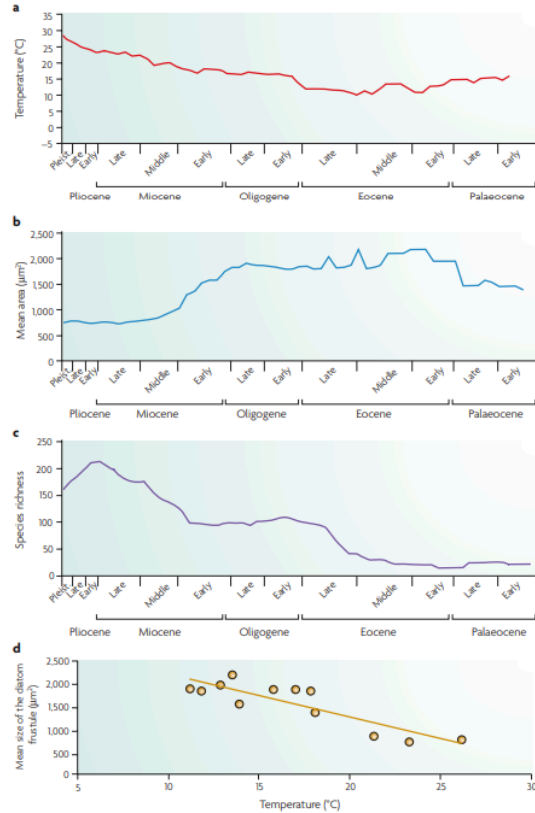 a
Temperature (°C)
35
30
25
20
15
10
5
0
−5
Pleist Late Early Late Middle Early Late Early Late Middle Early Late Early
Pliocene Miocene Oligogene Eocene Palaeocene
b
Mean area (µm²)
2,500
2,000
1,500
1,000
500
0
Pleist Late Early Late Middle Early Late Early Late Middle Early Late Early
Pliocene Miocene Oligogene Eocene Palaeocene
c
Species richness
250
200
150
100
50
0
Pleist Late Early Late Middle Early Late Early Late Middle Early Late Early
Pliocene Miocene Oligogene Eocene Palaeocene
d
Mean size of the diatom
frustule (µm²)
2,500
2,000
1,500
1,000
500
0
5 10 15 20 25 30
Temperature (°C)